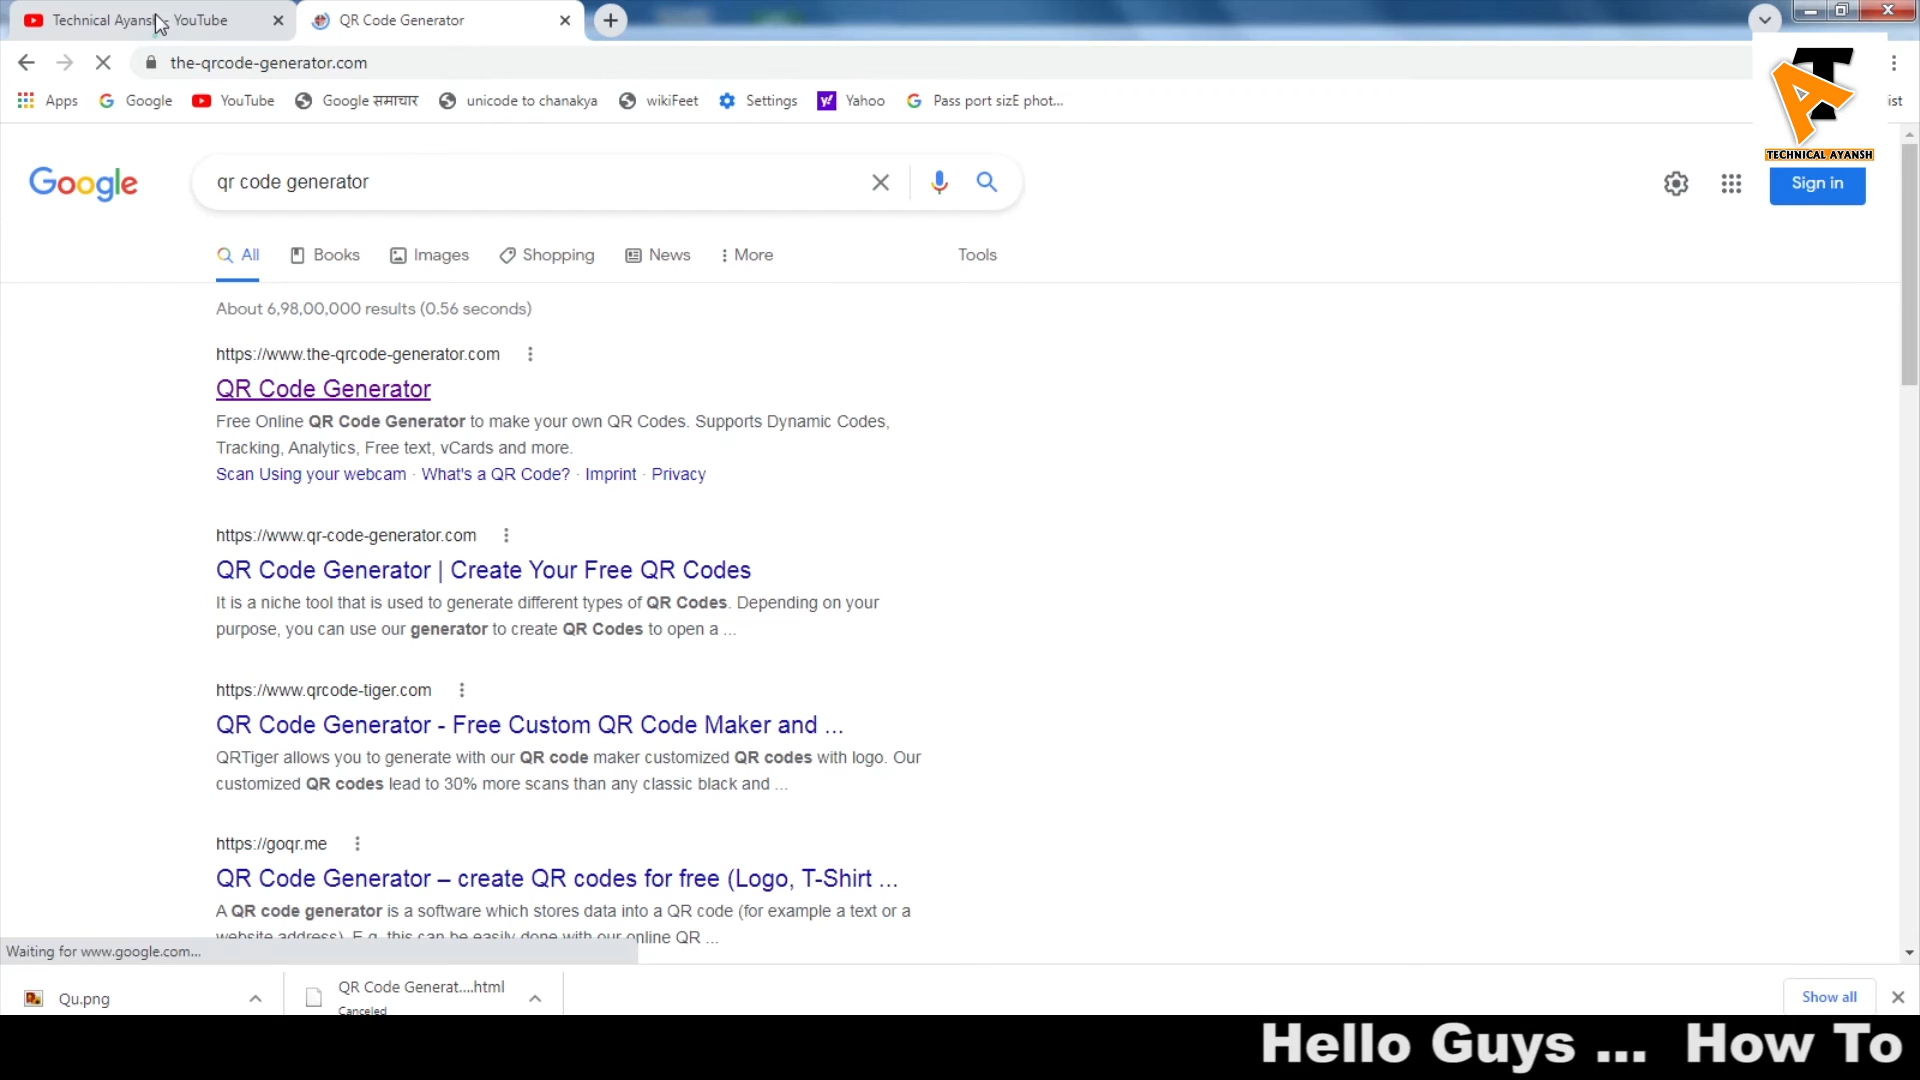 Technical Ayansh - YouTube
QR Code Generator
the-qrcode-generator.com
Apps Google YouTube Google समाचार unicode to chanakya wikiFeet Settings Yahoo Pass port sizE phot... ist
TECHNICAL AYANSH
Google
qr code generator
Sign in
All Books Images Shopping News More Tools
About 6,98,00,000 results (0.56 seconds)
https://www.the-qrcode-generator.com
QR Code Generator
Free Online QR Code Generator to make your own QR Codes. Supports Dynamic Codes,
Tracking, Analytics, Free text, vCards and more.
Scan Using your webcam · What's a QR Code? · Imprint · Privacy
https://www.qr-code-generator.com
QR Code Generator | Create Your Free QR Codes
It is a niche tool that is used to generate different types of QR Codes. Depending on your
purpose, you can use our generator to create QR Codes to open a ...
https://www.qrcode-tiger.com
QR Code Generator - Free Custom QR Code Maker and ...
QRTiger allows you to generate with our QR code maker customized QR codes with logo. Our
customized QR codes lead to 30% more scans than any classic black and ...
https://goqr.me
QR Code Generator – create QR codes for free (Logo, T-Shirt ...
A QR code generator is a software which stores data into a QR code (for example a text or a
website address). E.g. this can be easily done with our online QR ...
Waiting for www.google.com...
Qu.png
QR Code Generat....html
Canceled
Show all
Hello Guys ... How To